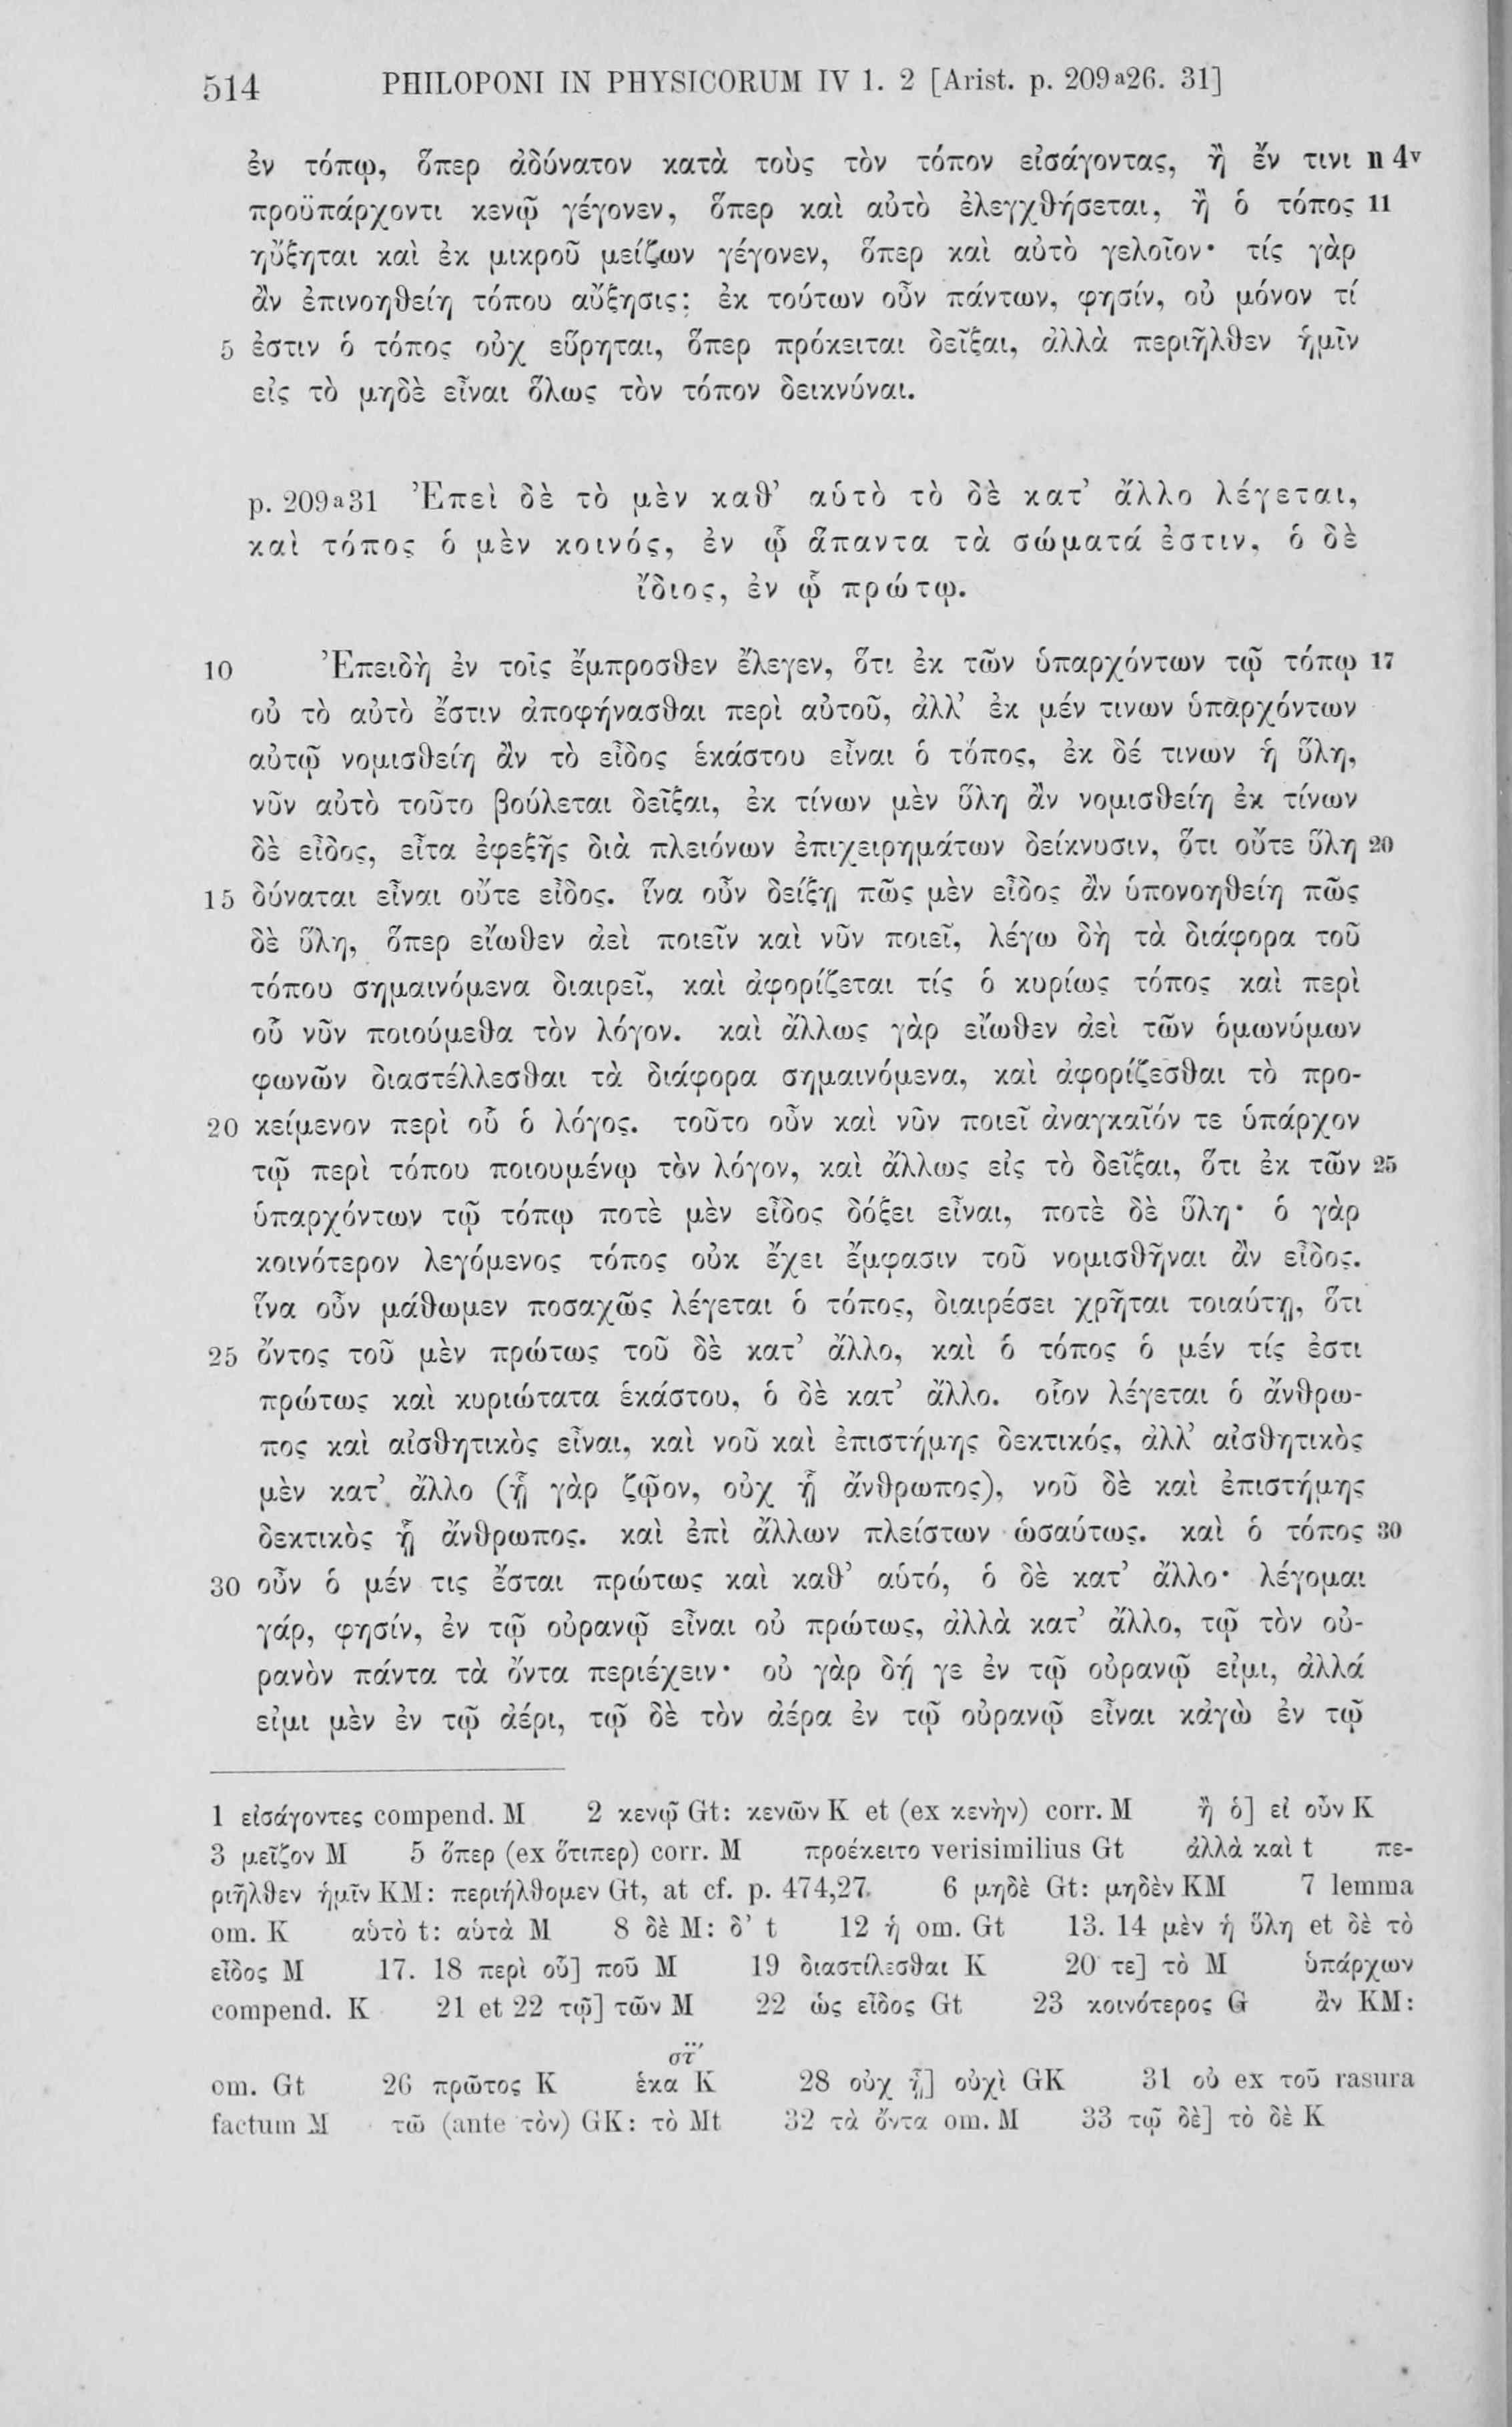 514 PHILOPONI IN PHYSICORUM IV 1. 2 [Arist. p. 209a26. 31]
ἐν τόπῳ, ὅπερ ἀδύνατον κατὰ τοὺς τὸν τόπον εἰσάγοντας, ἢ ἔν τινι n 4v
προϋπάρχοντι κενῷ γέγονεν, ὅπερ καὶ αὐτὸ ἐλεγχθήσεται, ἢ ὁ τόπος 11
ηὔξηται καὶ ἐκ μικροῦ μείζων γέγονεν, ὅπερ καὶ αὐτὸ γελοῖον· τίς γὰρ
ἂν ἐπινοηθείη τόπου αὔξησις; ἐκ τούτων οὖν πάντων, φησίν, οὐ μόνον τί
5 ἐστιν ὁ τόπος οὐχ εὕρηται, ὅπερ πρόκειται δεῖξαι, ἀλλὰ περιῆλθεν ἡμῖν
εἰς τὸ μηδὲ εἶναι ὅλως τὸν τόπον δεικνύναι.
p. 209a31 Ἐπεὶ δὲ τὸ μὲν καθ’ αὑτὸ τὸ δὲ κατ’ ἄλλο λέγεται,
καὶ τόπος ὁ μὲν κοινός, ἐν ᾧ ἅπαντα τὰ σώματά ἐστιν, ὁ δὲ
ἴδιος, ἐν ᾧ πρώτῳ.
10 Ἐπειδὴ ἐν τοῖς ἔμπροσθεν ἔλεγεν, ὅτι ἐκ τῶν ὑπαρχόντων τῷ τόπῳ 17
οὐ τὸ αὐτὸ ἔστιν ἀποφήνασθαι περὶ αὐτοῦ, ἀλλ’ ἐκ μέν τινων ὑπαρχόντων
αὐτῷ νομισθείη ἂν τὸ εἶδος ἑκάστου εἶναι ὁ τόπος, ἐκ δέ τινων ἡ ὕλη,
νῦν αὐτὸ τοῦτο βούλεται δεῖξαι, ἐκ τίνων μὲν ὕλη ἂν νομισθείη ἐκ τίνων
δὲ εἶδος, εἶτα ἐφεξῆς διὰ πλειόνων ἐπιχειρημάτων δείκνυσιν, ὅτι οὔτε ὕλη 20
15 δύναται εἶναι οὔτε εἶδος. ἵνα οὖν δείξῃ πῶς μὲν εἶδος ἂν ὑπονοηθείη πῶς
δὲ ὕλη, ὅπερ εἴωθεν ἀεὶ ποιεῖν καὶ νῦν ποιεῖ, λέγω δὴ τὰ διάφορα τοῦ
τόπου σημαινόμενα διαιρεῖ, καὶ ἀφορίζεται τίς ὁ κυρίως τόπος καὶ περὶ
οὗ νῦν ποιούμεθα τὸν λόγον. καὶ ἄλλως γὰρ εἴωθεν ἀεὶ τῶν ὁμωνύμων
φωνῶν διαστέλλεσθαι τὰ διάφορα σημαινόμενα, καὶ ἀφορίζεσθαι τὸ προ-
20 κείμενον περὶ οὗ ὁ λόγος. τοῦτο οὖν καὶ νῦν ποιεῖ ἀναγκαῖόν τε ὑπάρχον
τῷ περὶ τόπου ποιουμένῳ τὸν λόγον, καὶ ἄλλως εἰς τὸ δεῖξαι, ὅτι ἐκ τῶν 25
ὑπαρχόντων τῷ τόπῳ ποτὲ μὲν εἶδος δόξει εἶναι, ποτὲ δὲ ὕλη· ὁ γὰρ
κοινότερον λεγόμενος τόπος οὐκ ἔχει ἔμφασιν τοῦ νομισθῆναι ἂν εἶδος.
ἵνα οὖν μάθωμεν ποσαχῶς λέγεται ὁ τόπος, διαιρέσει χρῆται τοιαύτῃ, ὅτι
25 ὄντος τοῦ μὲν πρώτως τοῦ δὲ κατ’ ἄλλο, καὶ ὁ τόπος ὁ μέν τίς ἐστι
πρώτως καὶ κυριώτατα ἑκάστου, ὁ δὲ κατ’ ἄλλο. οἷον λέγεται ὁ ἄνθρω-
πος καὶ αἰσθητικὸς εἶναι, καὶ νοῦ καὶ ἐπιστήμης δεκτικός, ἀλλ’ αἰσθητικὸς
μὲν κατ’ ἄλλο (ᾗ γὰρ ζῷον, οὐχ ᾗ ἄνθρωπος), νοῦ δὲ καὶ ἐπιστήμης
δεκτικὸς ᾗ ἄνθρωπος. καὶ ἐπὶ ἄλλων πλείστων ὡσαύτως. καὶ ὁ τόπος 30
30 οὖν ὁ μέν τις ἔσται πρώτως καὶ καθ’ αὑτό, ὁ δὲ κατ’ ἄλλο· λέγομαι
γάρ, φησίν, ἐν τῷ οὐρανῷ εἶναι οὐ πρώτως, ἀλλὰ κατ’ ἄλλο, τῷ τὸν οὐ-
ρανὸν πάντα τὰ ὄντα περιέχειν· οὐ γὰρ δή γε ἐν τῷ οὐρανῷ εἰμι, ἀλλά
εἰμι μὲν ἐν τῷ ἀέρι, τῷ δὲ τὸν ἀέρα ἐν τῷ οὐρανῷ εἶναι κἀγὼ ἐν τῷ
1 εἰσάγοντες compend. M 2 κενῷ Gt: κενῶν K et (ex κενὴν) corr. M ἢ ὁ] εἰ οὖν K
3 μεῖζον M 5 ὅπερ (ex ὅτιπερ) corr. M προέκειτο verisimilius Gt ἀλλὰ καὶ t πε-
ριῆλθεν ἡμῖν KM: περιήλθομεν Gt, at cf. p. 474,27. 6 μηδὲ Gt: μηδὲν KM 7 lemma
om. K αὑτὸ t: αὑτὰ M 8 δὲ M: δ’ t 12 ἡ om. Gt 13. 14 μὲν ἡ ὕλη et δὲ τὸ
εἶδος M 17. 18 περὶ οὗ] ποῦ M 19 διαστίλεσθαι K 20 τε] τὸ M ὑπάρχων
compend. K 21 et 22 τῷ] τῶν M 22 ὡς εἶδος Gt 23 κοινότερος G ἂν KM:
om. Gt 26 πρῶτος K ἑκα K 28 οὐχ ᾗ] οὐχὶ GK 31 οὐ ex τοῦ rasura
factum M τῶ (ante τὸν) GK: τὸ Mt 32 τὰ ὄντα om. M 33 τῷ δὲ] τὸ δὲ K